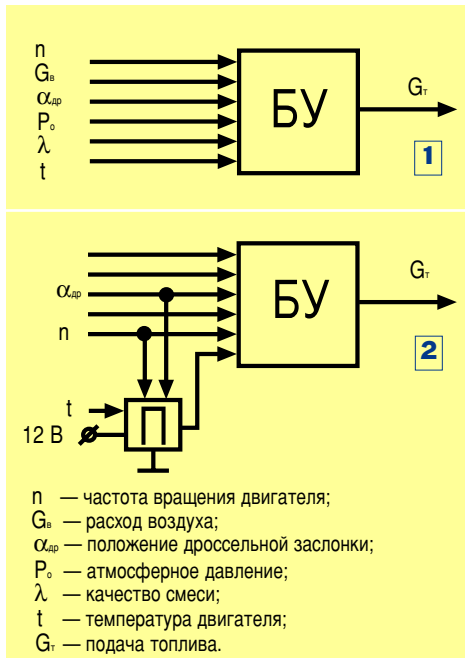 n
Gв
αдр
Pо
λ
t
БУ
Gт
1
αдр
n
t
12 В
П
БУ
Gт
2
n — частота вращения двигателя;
Gв — расход воздуха;
αдр — положение дроссельной заслонки;
Pо — атмосферное давление;
λ — качество смеси;
t — температура двигателя;
Gт — подача топлива.